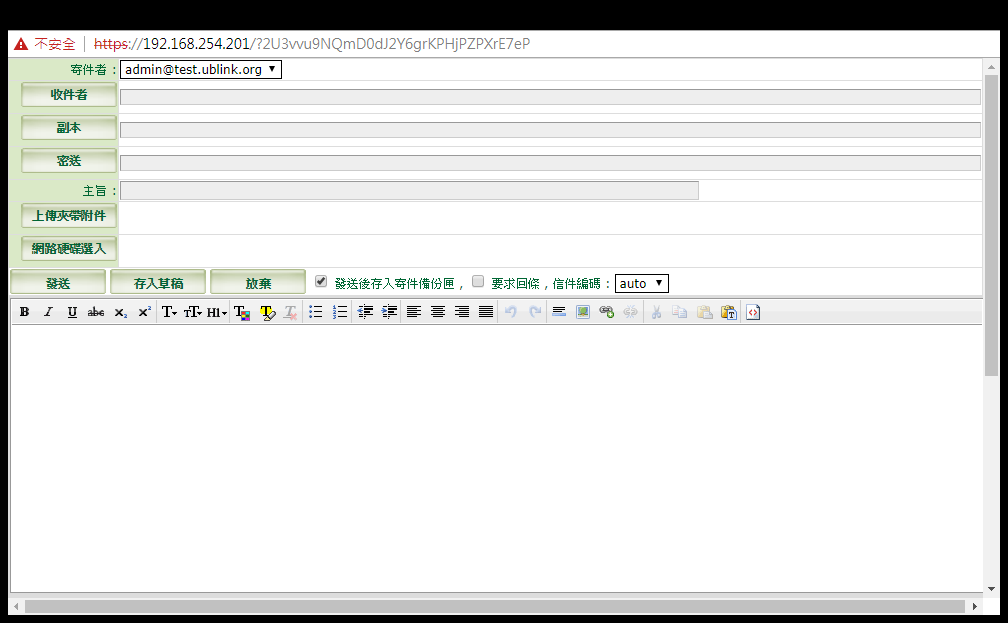 不安全 https://192.168.254.201/?2U3vvu9NQmD0dJ2Y6grKPHjPZPXrE7eP
寄件者 : admin@test.ublink.org
收件者
副本
密送
主旨 :
上傳夾帶附件
網路硬碟選入
發送 存入草稿 放棄 發送後存入寄件備份匣 , 要求回條 , 信件編碼 : auto
B I U abc x₂ x² T tT H1 T T T T